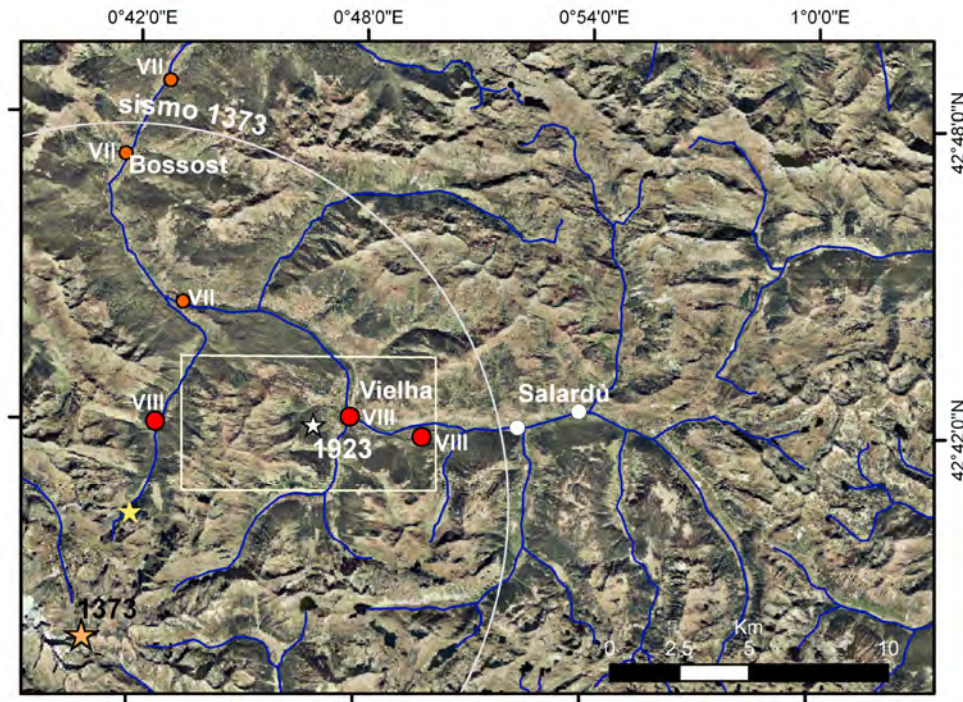 0°42'0"E 0°48'0"E 0°54'0"E 1°0'0"E
VII
sismo 1373
42°48'0"N
VII
Bossost
VII
Vielha
Salardù
VIII
VIII
VIII
1923
42°42'0"N
1373
Km
0 2,5 5 10